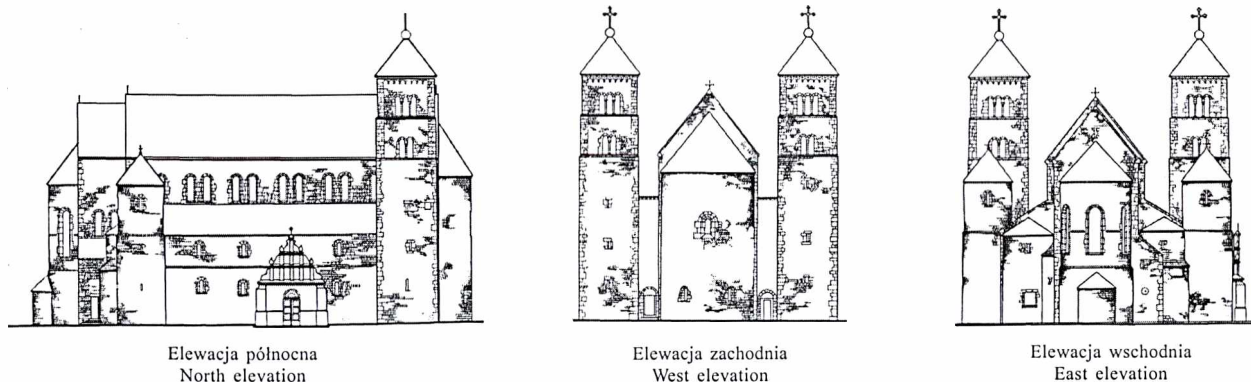 Elewacja północna
North elevation
Elewacja zachodnia
West elevation
Elewacja wschodnia
East elevation